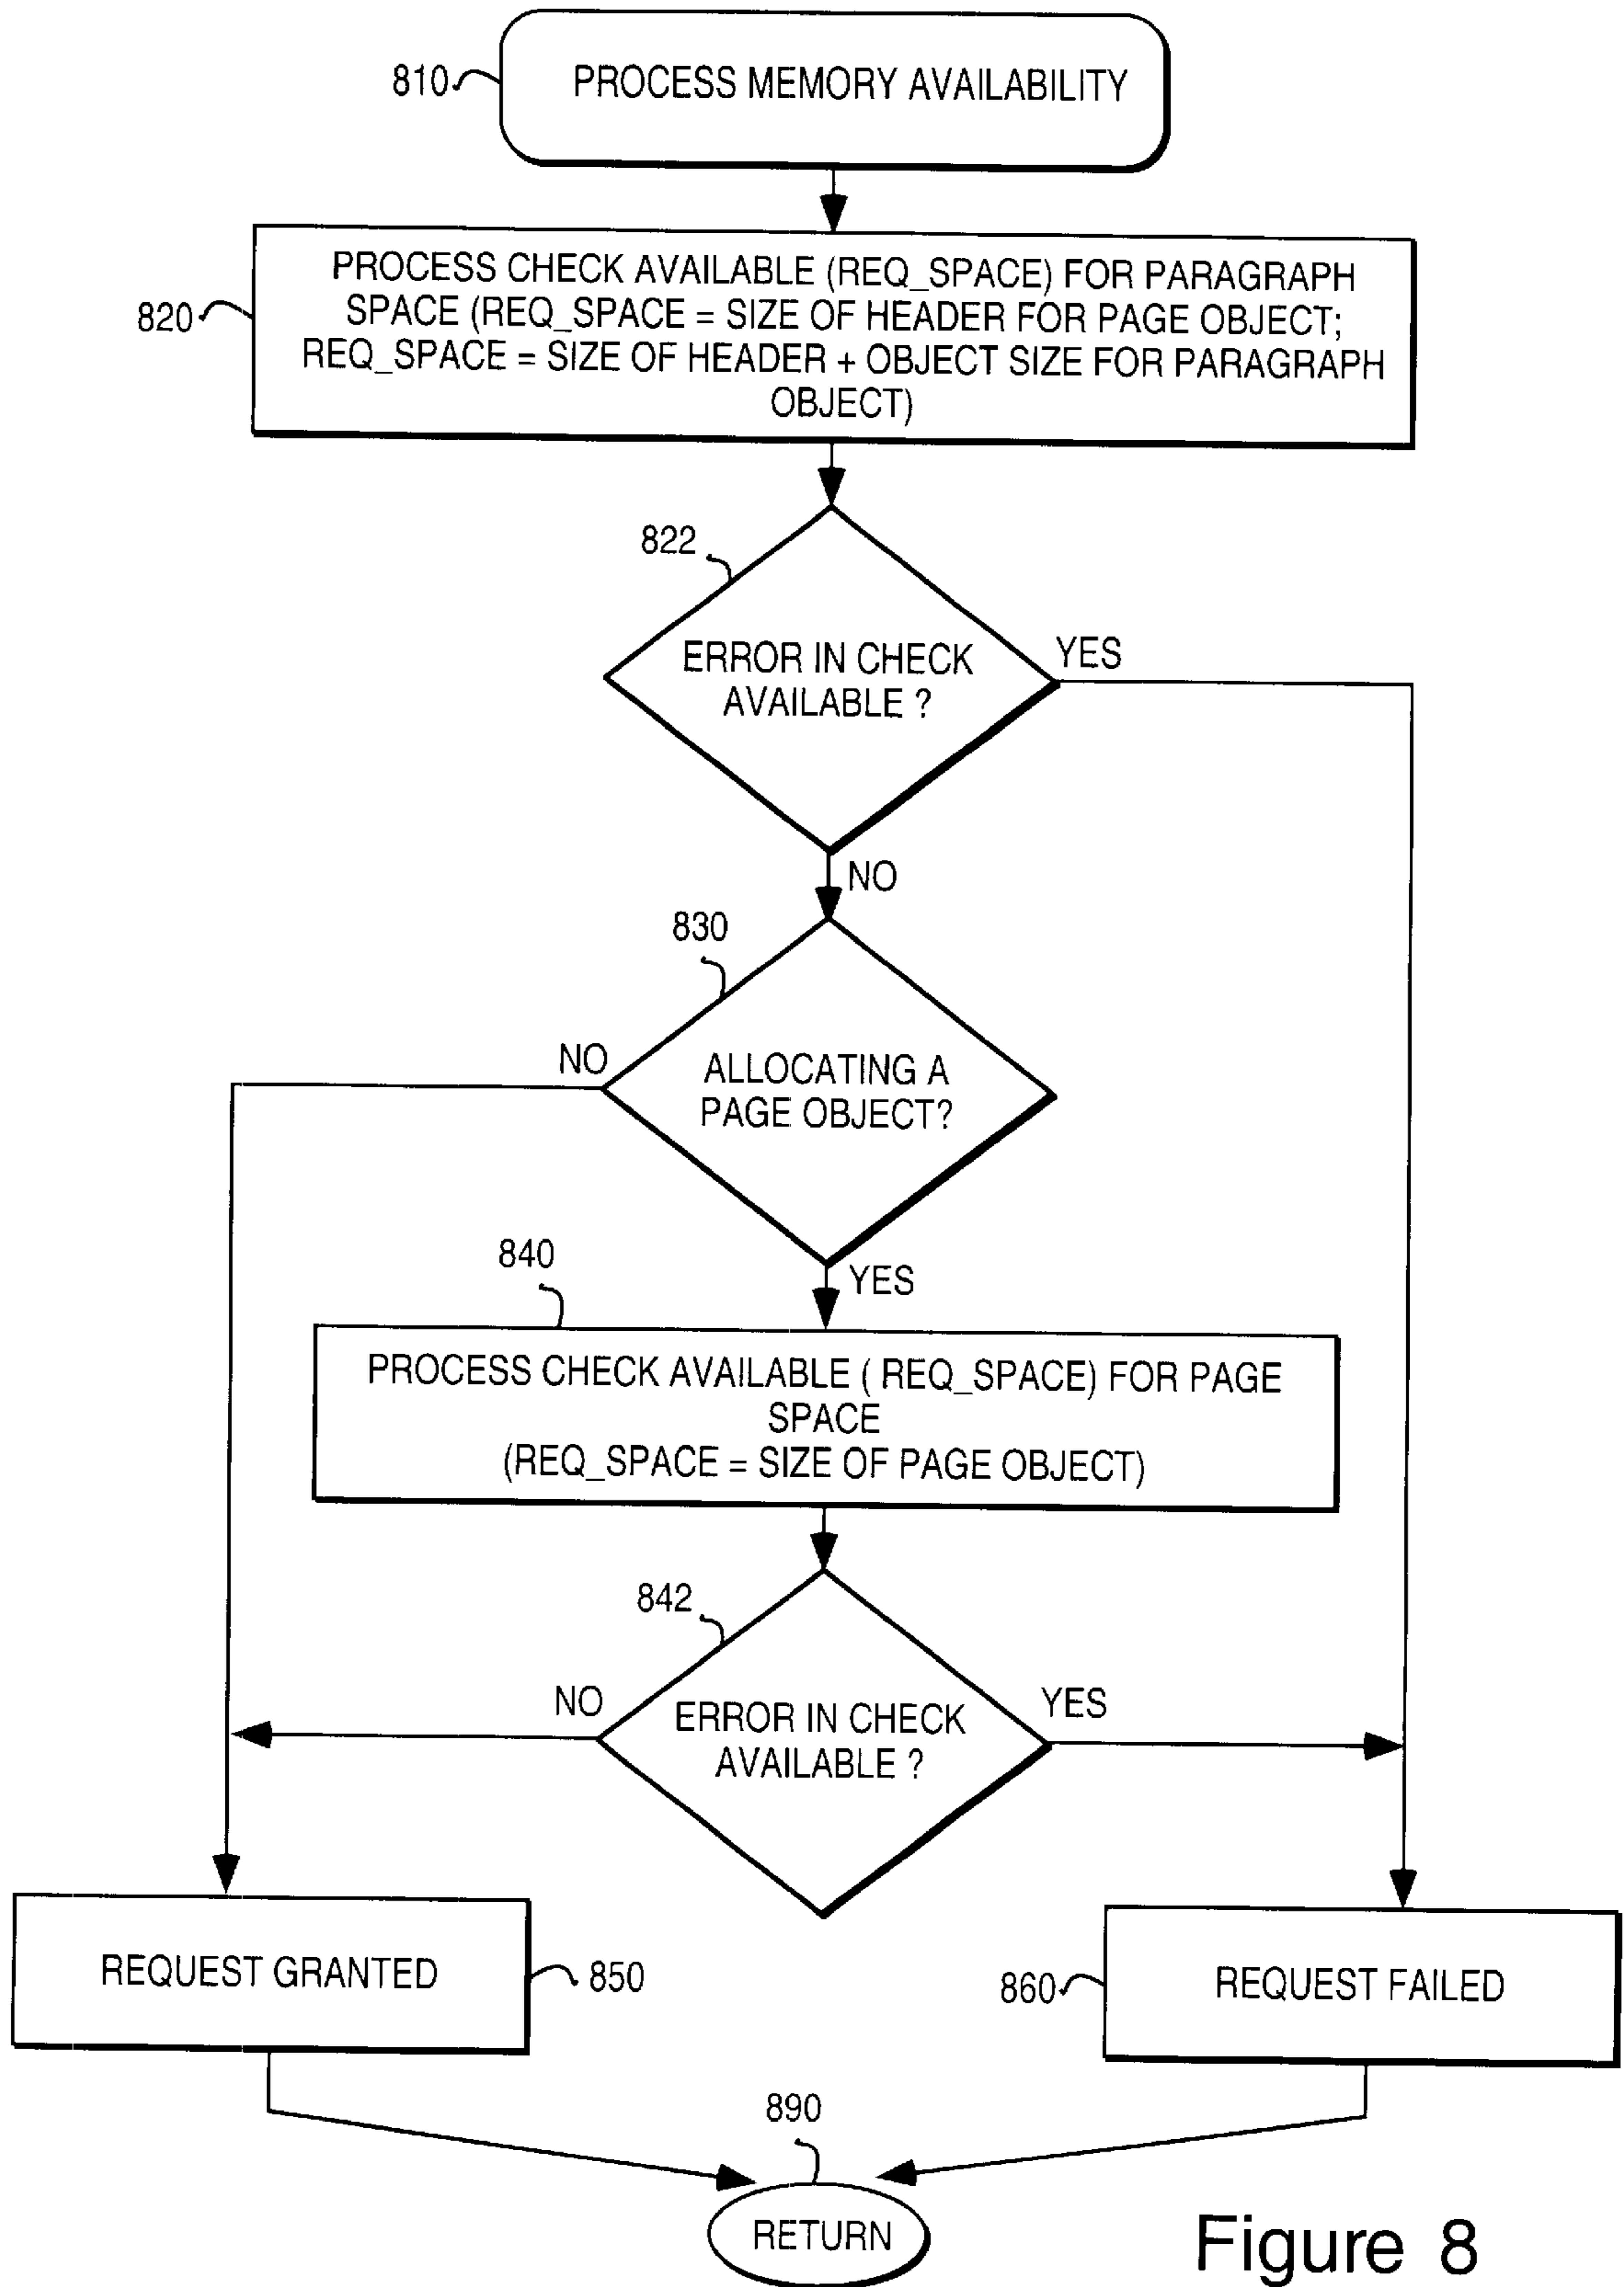 810
PROCESS MEMORY AVAILABILITY
820
PROCESS CHECK AVAILABLE (REQ_SPACE) FOR PARAGRAPH
SPACE (REQ_SPACE = SIZE OF HEADER FOR PAGE OBJECT;
REQ_SPACE = SIZE OF HEADER + OBJECT SIZE FOR PARAGRAPH
OBJECT)
822
ERROR IN CHECK
AVAILABLE ?
YES
NO
830
NO
ALLOCATING A
PAGE OBJECT?
YES
840
PROCESS CHECK AVAILABLE ( REQ_SPACE) FOR PAGE
SPACE
(REQ_SPACE = SIZE OF PAGE OBJECT)
842
NO
ERROR IN CHECK
AVAILABLE ?
YES
REQUEST GRANTED
850
860
REQUEST FAILED
890
RETURN
Figure 8